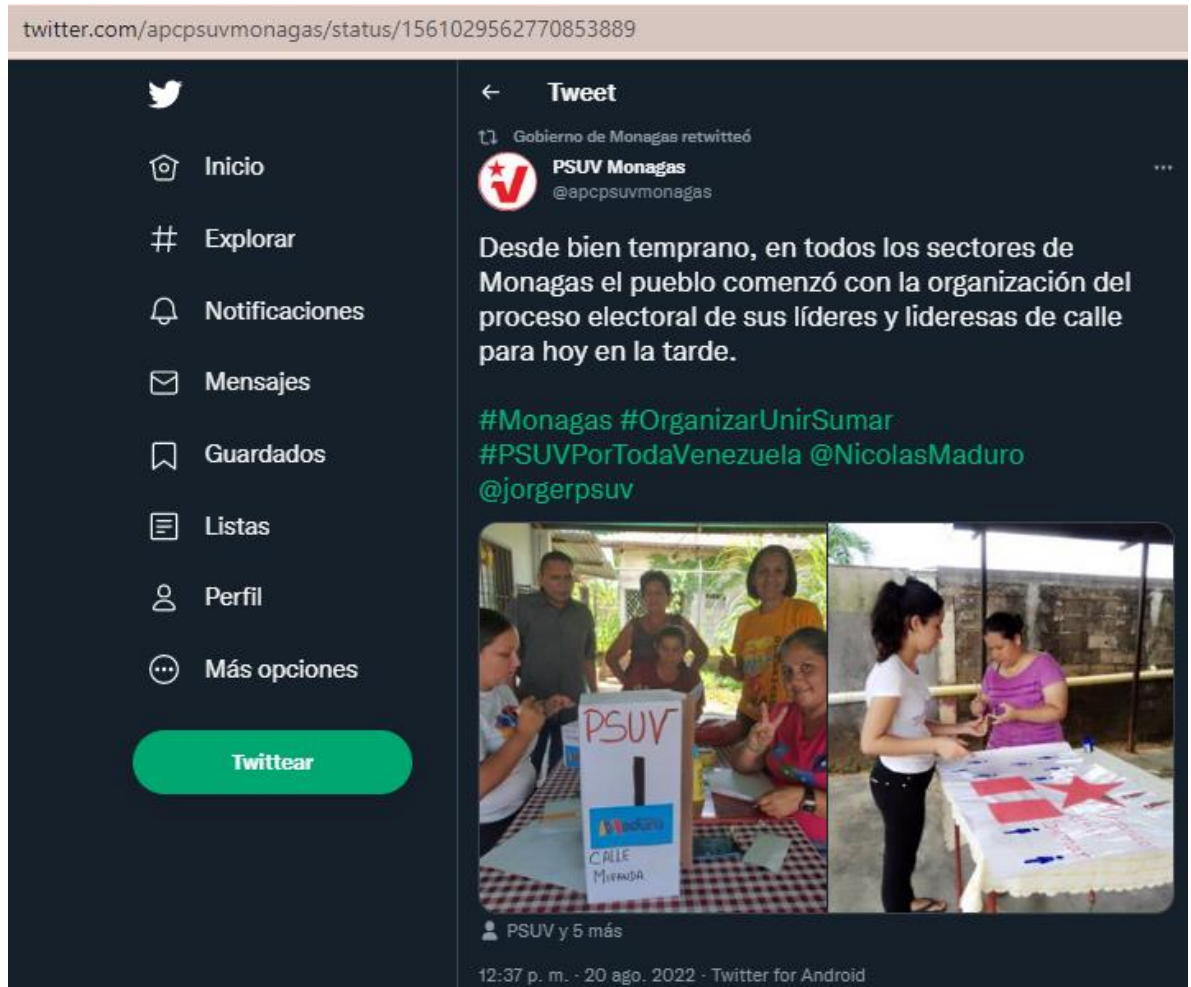 twitter.com/apcpsuvmonagas/status/1561029562770853889
Tweet
Gobierno de Monagas retwitteó
PSUV Monagas
@apcpsuvmonagas
Inicio
Explorar
Notificaciones
Mensajes
Guardados
Listas
Perfil
Más opciones
Twittear
Desde bien temprano, en todos los sectores de
Monagas el pueblo comenzó con la organización del
proceso electoral de sus líderes y lideresas de calle
para hoy en la tarde.
#Monagas #OrganizarUnirSumar
#PSUVPorTodaVenezuela @NicolasMaduro
@jorgerpsuv
PSUV
Maduro
CALLE
MIRANDA
PSUV y 5 más
12:37 p. m. · 20 ago. 2022 · Twitter for Android